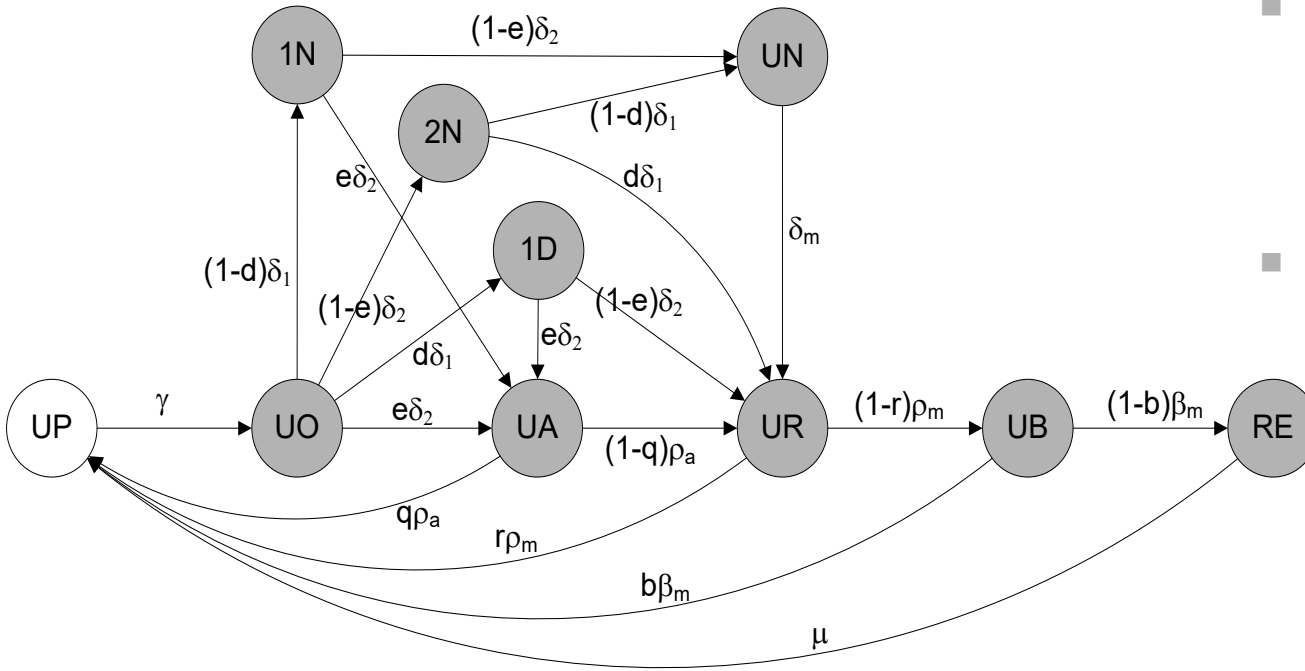 1N
(1-e)δ₂
UN
2N
(1-d)δ₁
eδ₂
dδ₁
1D
δₘ
(1-d)δ₁
(1-e)δ₂
(1-e)δ₂
dδ₁
eδ₂
UP
γ
UO
eδ₂
UA
(1-q)ρₐ
UR
(1-r)ρₘ
UB
(1-b)βₘ
RE
qρₐ
rρₘ
bβₘ
μ